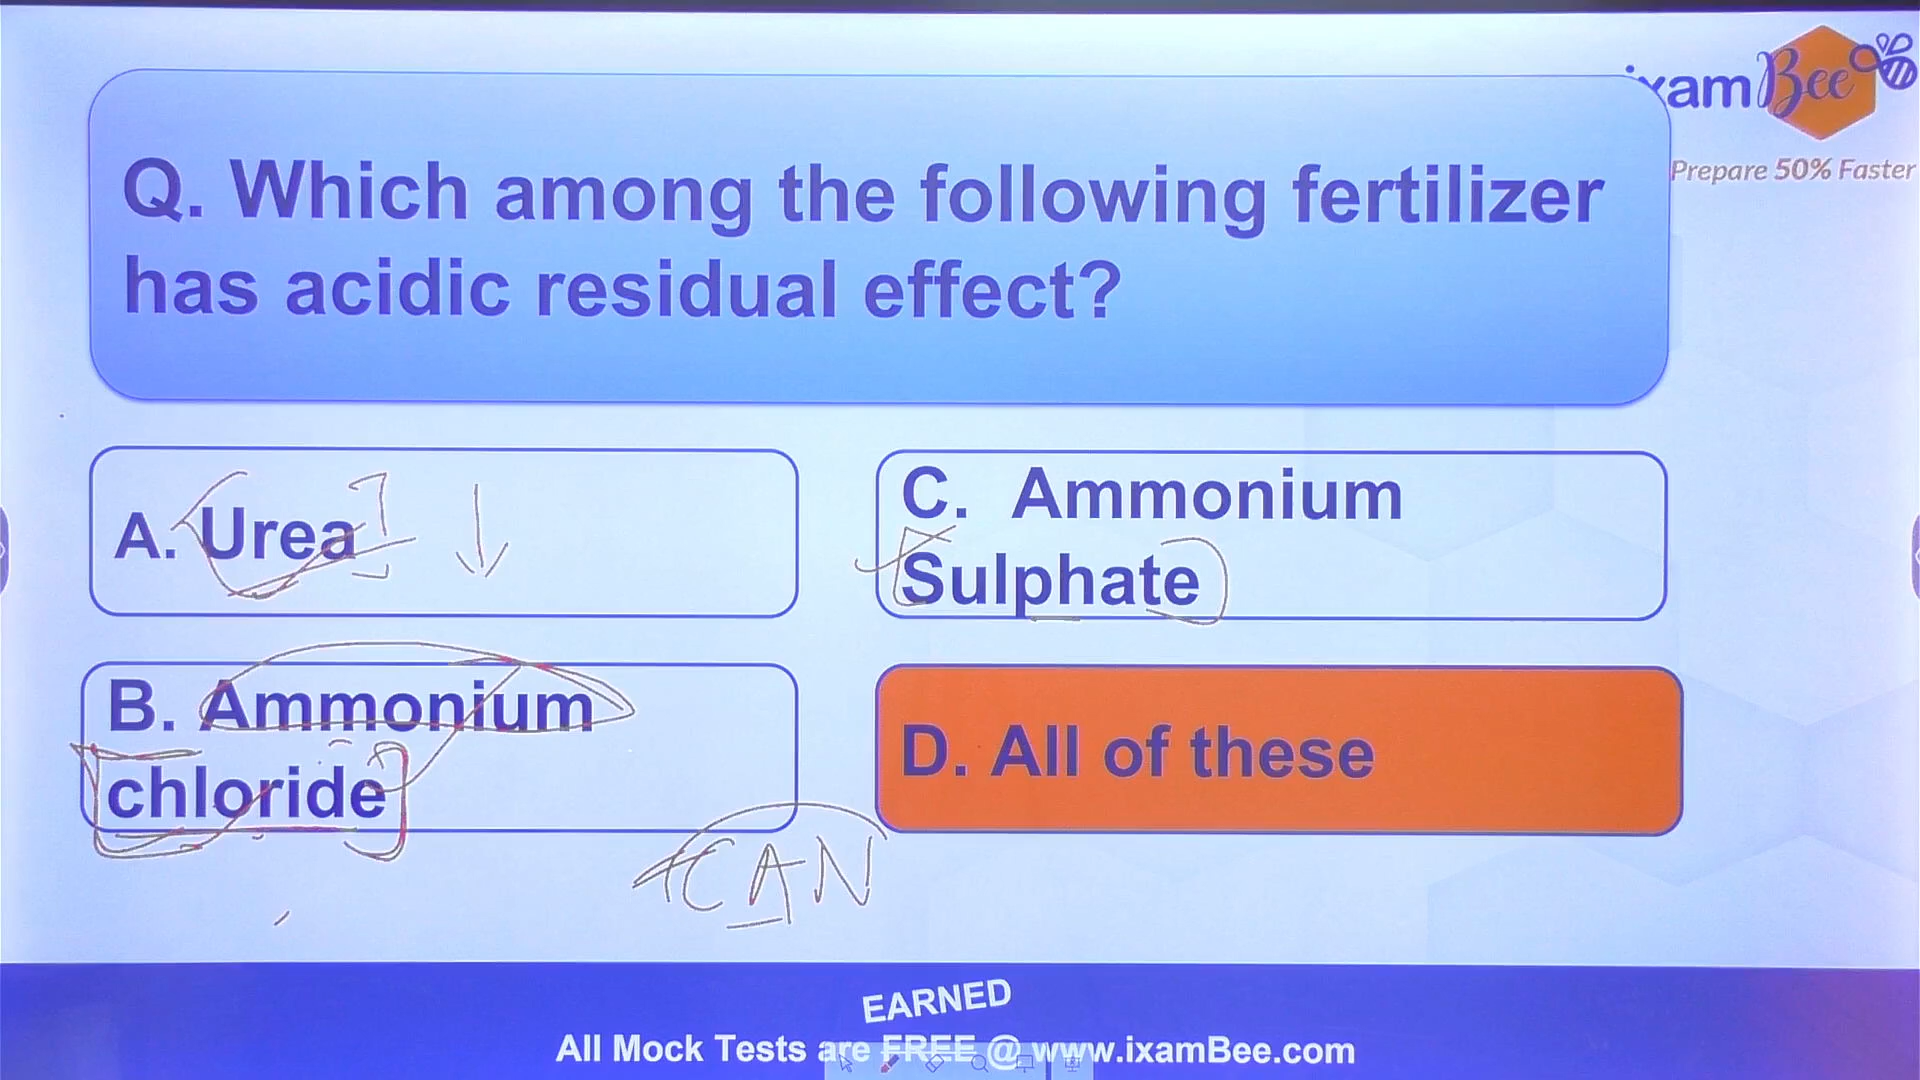 ixamBee
Prepare 50% Faster
Q. Which among the following fertilizer
has acidic residual effect?
A. Urea
B. Ammonium
chloride
C. Ammonium
Sulphate
D. All of these
CAN
EARNED
All Mock Tests are FREE @ www.ixamBee.com